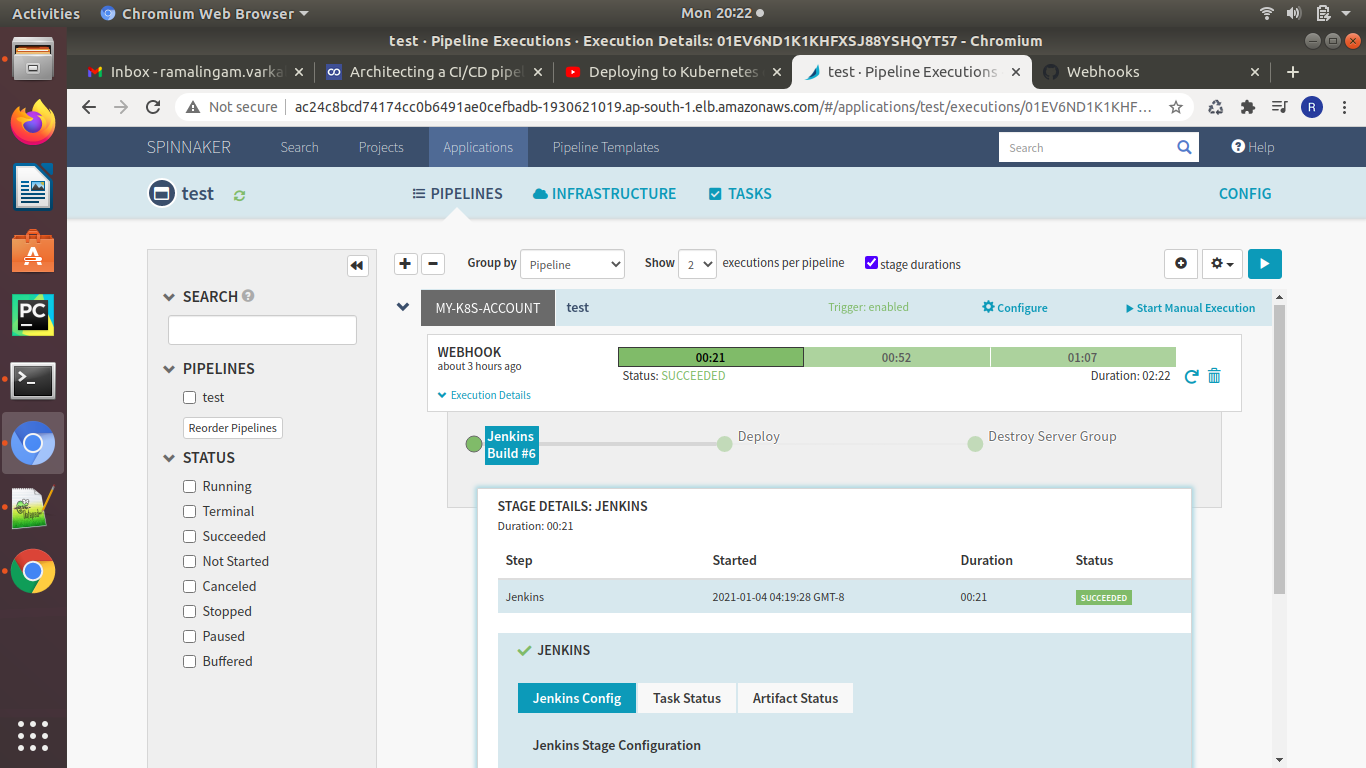 Activities Chromium Web Browser Mon 20:22
test · Pipeline Executions · Execution Details: 01EV6ND1K1KHFXSJ88YSHQYT57 - Chromium
Inbox - ramalingam.varka Architecting a CI/CD pipel Deploying to Kubernetes test · Pipeline Executions Webhooks
Not secure ac24c8bcd74174cc0b6491ae0cefbadb-1930621019.ap-south-1.elb.amazonaws.com/#/applications/test/executions/01EV6ND1K1KHF… R
SPINNAKER Search Projects Applications Pipeline Templates Search Help
test PIPELINES INFRASTRUCTURE TASKS CONFIG
Group by Pipeline Show 2 executions per pipeline stage durations
SEARCH
PIPELINES
test
Reorder Pipelines
STATUS
Running
Terminal
Succeeded
Not Started
Canceled
Stopped
Paused
Buffered
MY-K8S-ACCOUNT test Trigger: enabled Configure Start Manual Execution
WEBHOOK 00:21 00:52 01:07
about 3 hours ago
Status: SUCCEEDED Duration: 02:22
Execution Details
Jenkins
Build #6
Deploy
Destroy Server Group
STAGE DETAILS: JENKINS
Duration: 00:21
Step Started Duration Status
Jenkins 2021-01-04 04:19:28 GMT-8 00:21 SUCCEEDED
JENKINS
Jenkins Config Task Status Artifact Status
Jenkins Stage Configuration
PC